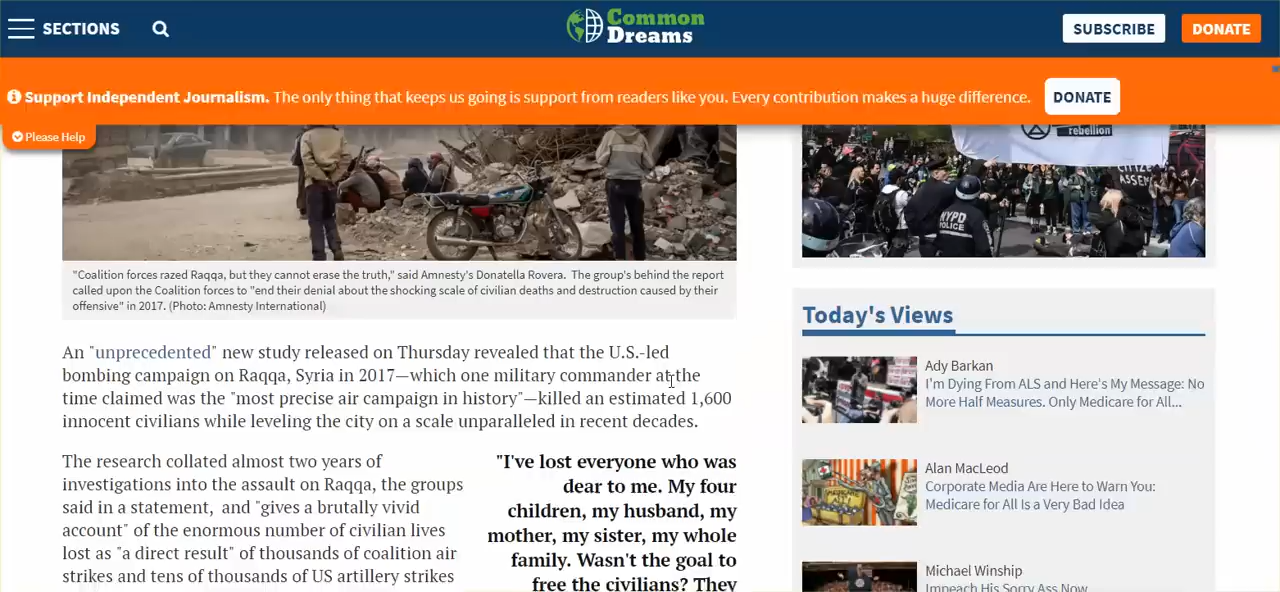 SECTIONS
Common
Dreams
SUBSCRIBE
DONATE
Support Independent Journalism. The only thing that keeps us going is support from readers like you. Every contribution makes a huge difference.
DONATE
Please Help
rebellion
CITIZE
ASSEM
NYPD
POLICE
"Coalition forces razed Raqqa, but they cannot erase the truth," said Amnesty's Donatella Rovera. The group's behind the report
called upon the Coalition forces to "end their denial about the shocking scale of civilian deaths and destruction caused by their
offensive" in 2017. (Photo: Amnesty International)
An "unprecedented" new study released on Thursday revealed that the U.S.-led
bombing campaign on Raqqa, Syria in 2017—which one military commander at the
time claimed was the "most precise air campaign in history"—killed an estimated 1,600
innocent civilians while leveling the city on a scale unparalleled in recent decades.
The research collated almost two years of
investigations into the assault on Raqqa, the groups
said in a statement, and "gives a brutally vivid
account" of the enormous number of civilian lives
lost as "a direct result" of thousands of coalition air
strikes and tens of thousands of US artillery strikes
"I've lost everyone who was
dear to me. My four
children, my husband, my
mother, my sister, my whole
family. Wasn't the goal to
free the civilians? They
Today's Views
Ady Barkan
I'm Dying From ALS and Here's My Message: No
More Half Measures. Only Medicare for All...
Alan MacLeod
Corporate Media Are Here to Warn You:
Medicare for All Is a Very Bad Idea
Michael Winship
Impeach His Sorry Ass Now